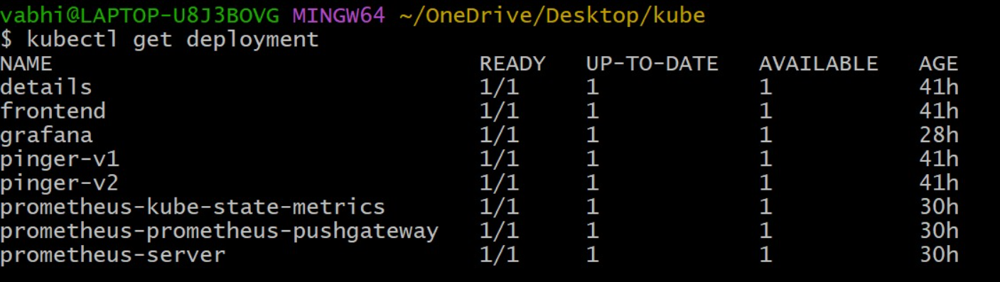 vabhi@LAPTOP-U8J3BOVG MINGW64 ~/OneDrive/Desktop/kube
$ kubectl get deployment
NAME READY UP-TO-DATE AVAILABLE AGE
details 1/1 1 1 41h
frontend 1/1 1 1 41h
grafana 1/1 1 1 28h
pinger-v1 1/1 1 1 41h
pinger-v2 1/1 1 1 41h
prometheus-kube-state-metrics 1/1 1 1 30h
prometheus-prometheus-pushgateway 1/1 1 1 30h
prometheus-server 1/1 1 1 30h